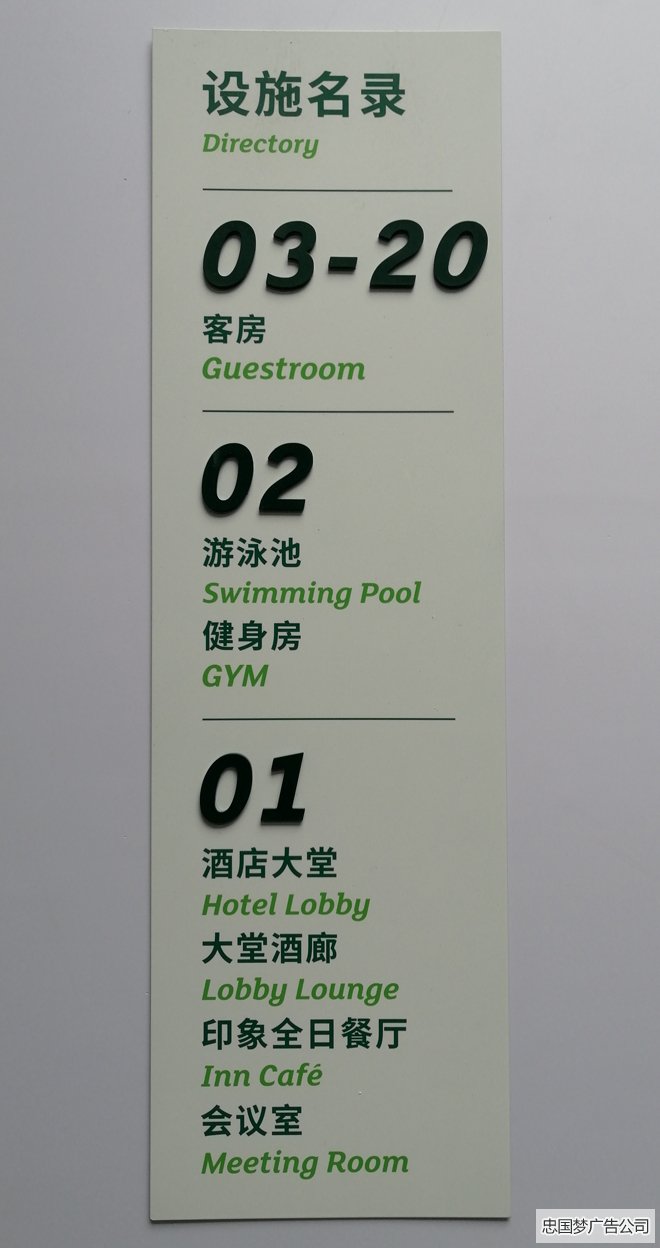 设施名录
Directory
03-20
客房
Guestroom
02
游泳池
Swimming Pool
健身房
GYM
01
酒店大堂
Hotel Lobby
大堂酒廊
Lobby Lounge
印象全日餐厅
Inn Café
会议室
Meeting Room
忠国梦广告公司